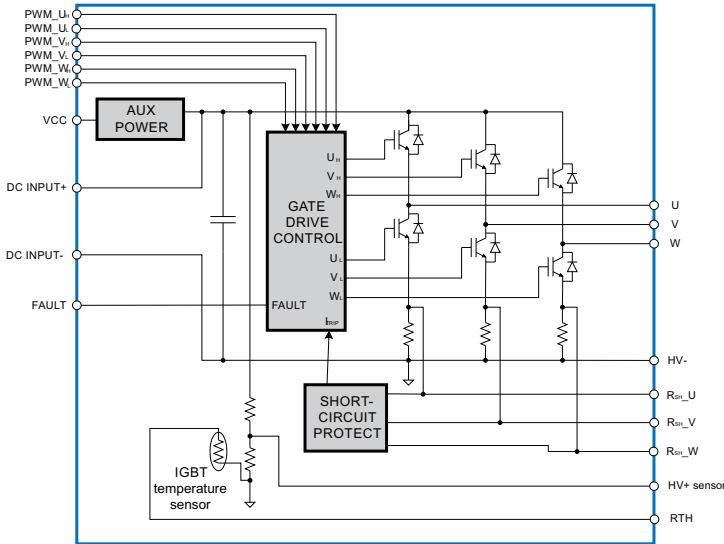 PWM_UH
PWM_UL
PWM_VH
PWM_VL
PWM_WH
PWM_WL
VCC
AUX
POWER
DC INPUT+
DC INPUT-
FAULT
UH
VH
WH
GATE
DRIVE
CONTROL
UL
VL
WL
FAULT
ITRIP
U
V
W
HV-
SHORT-
CIRCUIT
PROTECT
RSH_U
RSH_V
RSH_W
IGBT
temperature
sensor
HV+ sensor
RTH